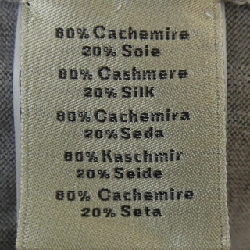 80% Cachemire
20% Soie
80% Cashmere
20% Silk
80% Cachemira
20% Seda
80% Kaschmir
20% Seide
80% Cachemire
20% Seta